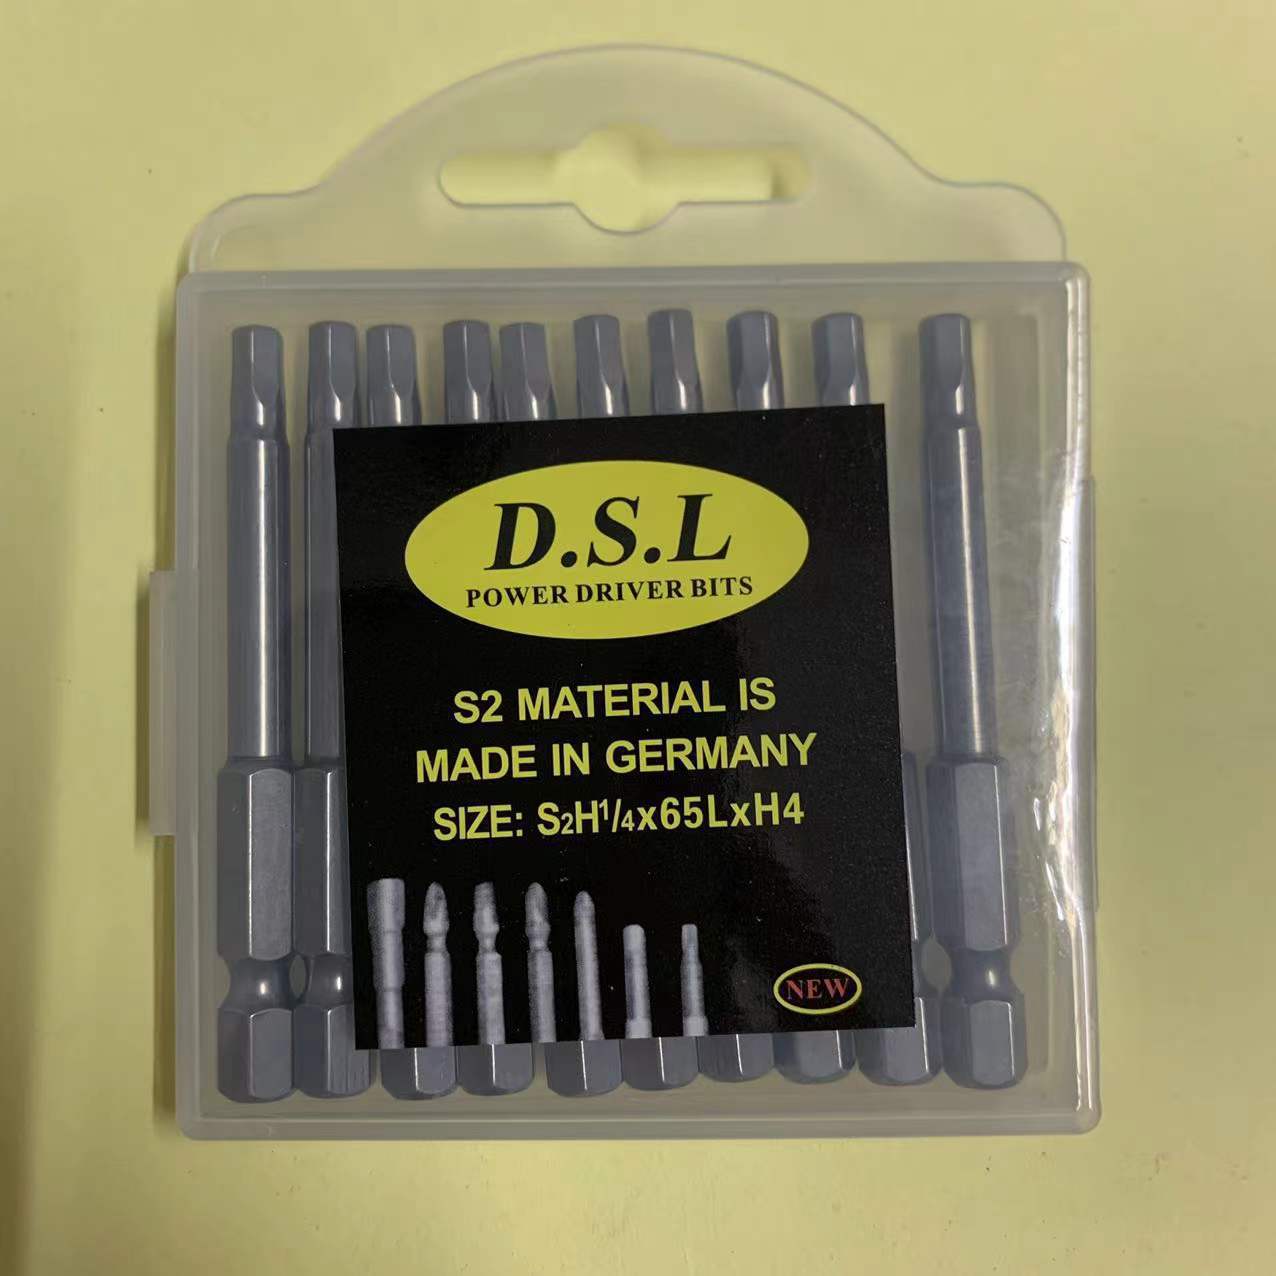 D.S.L
POWER DRIVER BITS
S2 MATERIAL IS
MADE IN GERMANY
SIZE: S2H1/4x65LxH4
NEW